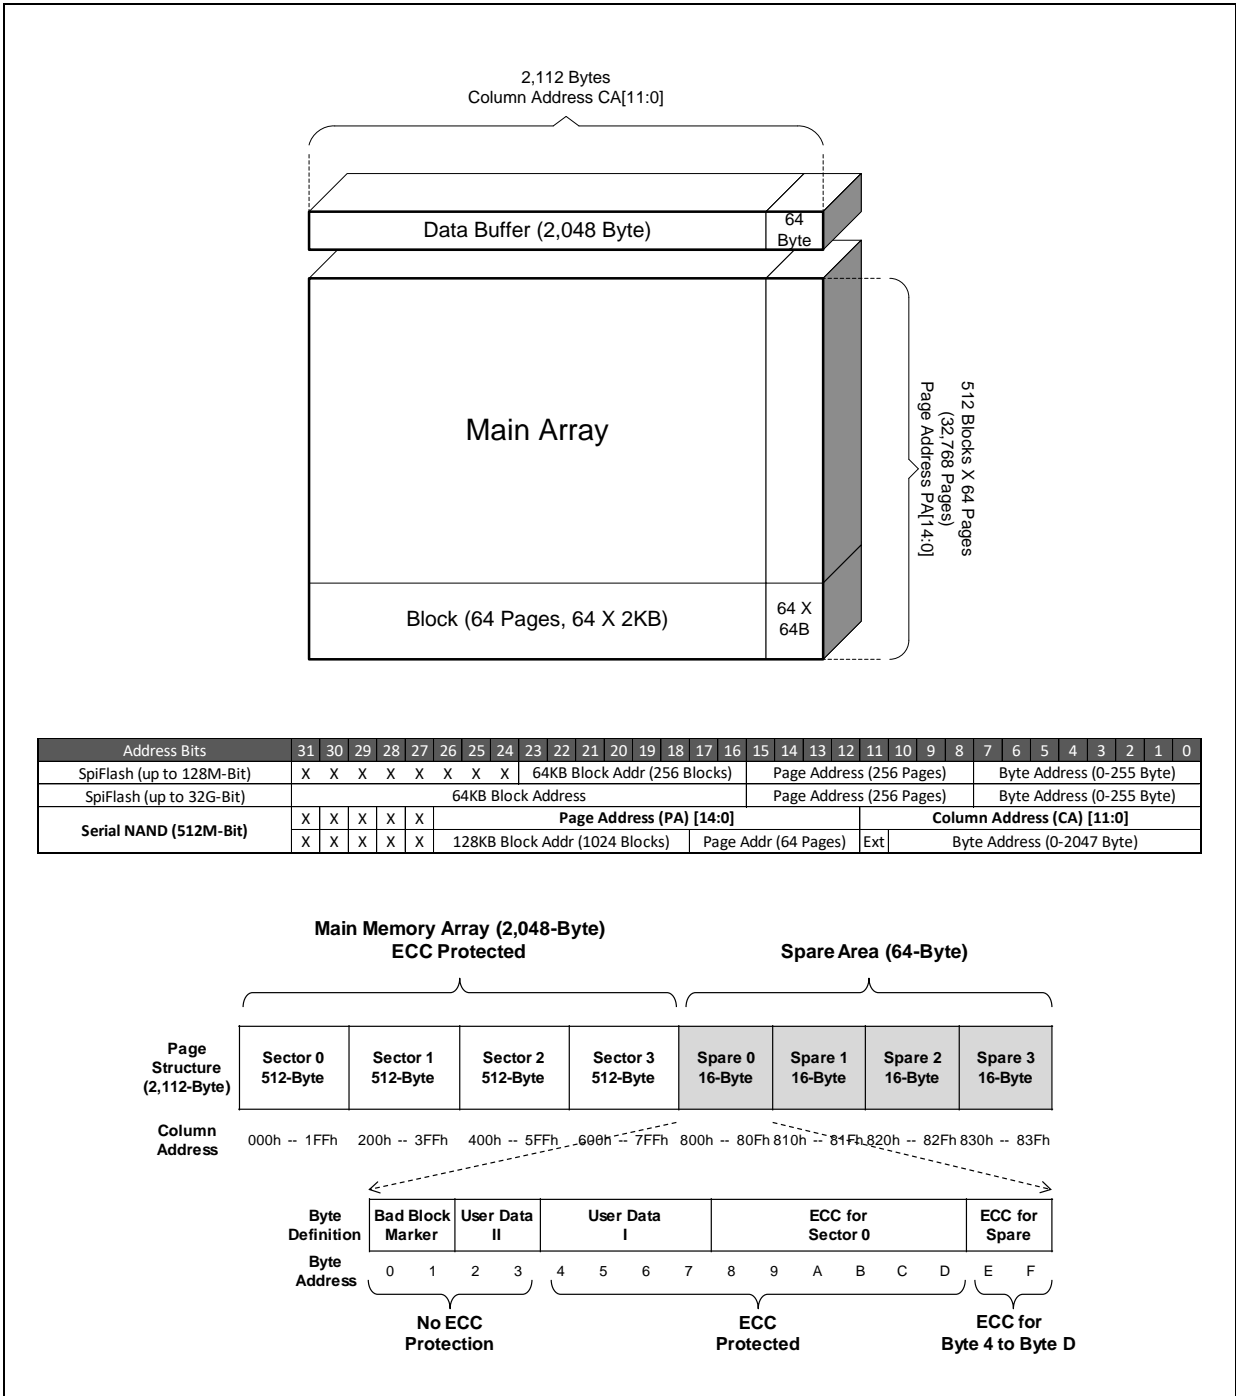 2,112 Bytes
Column Address CA[11:0]
Data Buffer (2,048 Byte)
64
Byte
Main Array
512 Blocks X 64 Pages
(32,768 Pages)
Page Address PA[14:0]
Block (64 Pages, 64 X 2KB)
64 X
64B
Address Bits 31 30 29 28 27 26 25 24 23 22 21 20 19 18 17 16 15 14 13 12 11 10 9 8 7 6 5 4 3 2 1 0
SpiFlash (up to 128M-Bit) X X X X X X X X 64KB Block Addr (256 Blocks) Page Address (256 Pages) Byte Address (0-255 Byte)
SpiFlash (up to 32G-Bit) 64KB Block Address Page Address (256 Pages) Byte Address (0-255 Byte)
Serial NAND (512M-Bit) X X X X X Page Address (PA) [14:0] Column Address (CA) [11:0]
X X X X X 128KB Block Addr (1024 Blocks) Page Addr (64 Pages) Ext Byte Address (0-2047 Byte)
Main Memory Array (2,048-Byte)
ECC Protected
Spare Area (64-Byte)
Page
Structure
(2,112-Byte)
Sector 0
512-Byte
Sector 1
512-Byte
Sector 2
512-Byte
Sector 3
512-Byte
Spare 0
16-Byte
Spare 1
16-Byte
Spare 2
16-Byte
Spare 3
16-Byte
Column
Address
000h -- 1FFh 200h -- 3FFh 400h -- 5FFh 600h -- 7FFh 800h -- 80Fh 810h -- 81Fh 820h -- 82Fh 830h -- 83Fh
Byte
Definition
Bad Block
Marker
User Data
II
User Data
I
ECC for
Sector 0
ECC for
Spare
Byte
Address
0 1 2 3 4 5 6 7 8 9 A B C D E F
No ECC
Protection
ECC
Protected
ECC for
Byte 4 to Byte D